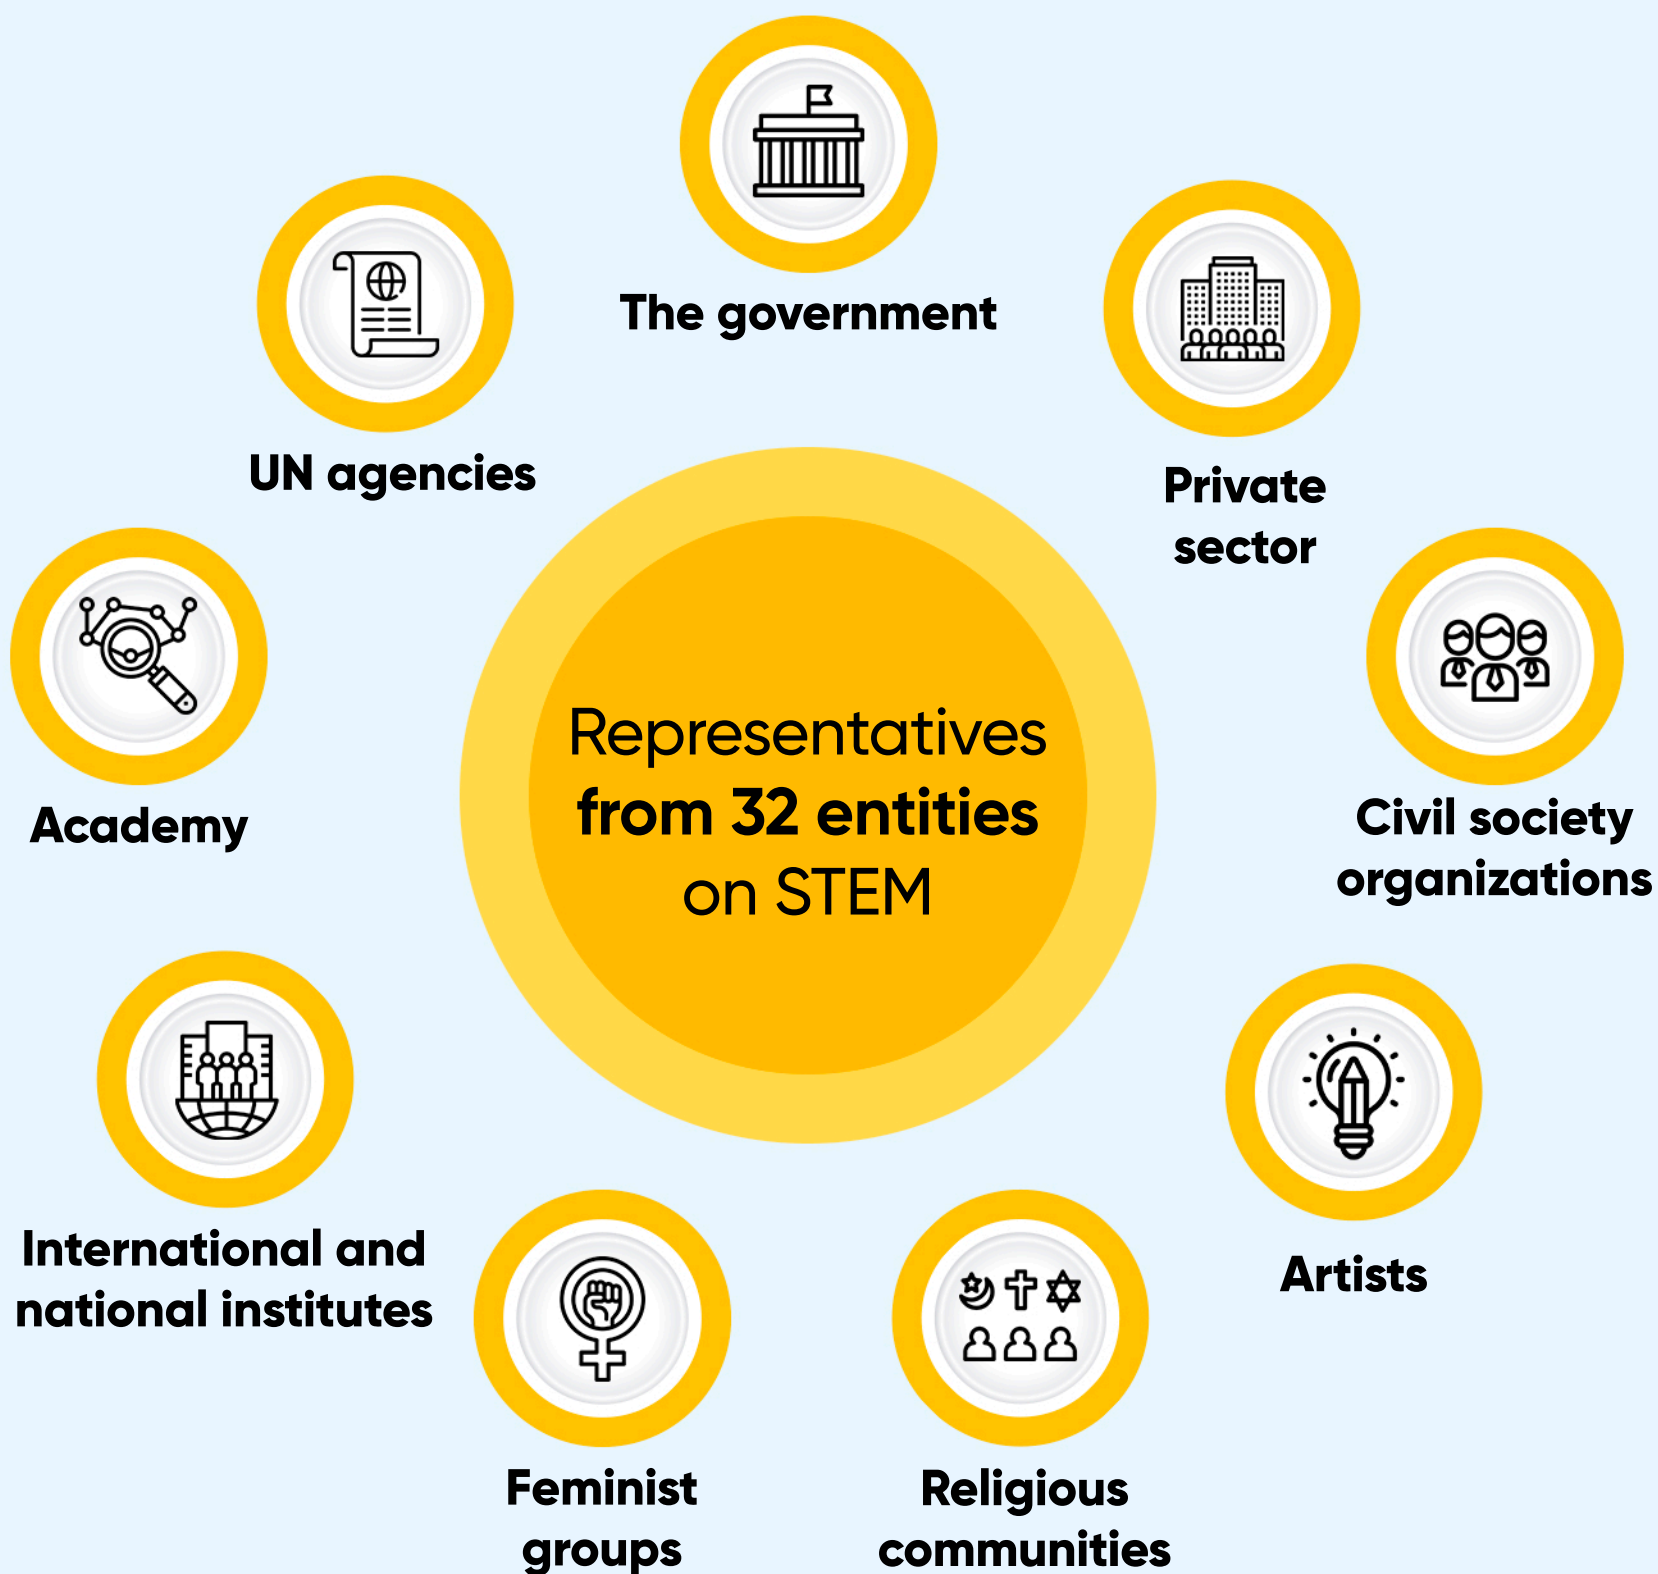 The government
UN agencies
Private
sector
Academy
Representatives
from 32 entities
on STEM
Civil society
organizations
International and
national institutes
Artists
Feminist
groups
Religious
communities